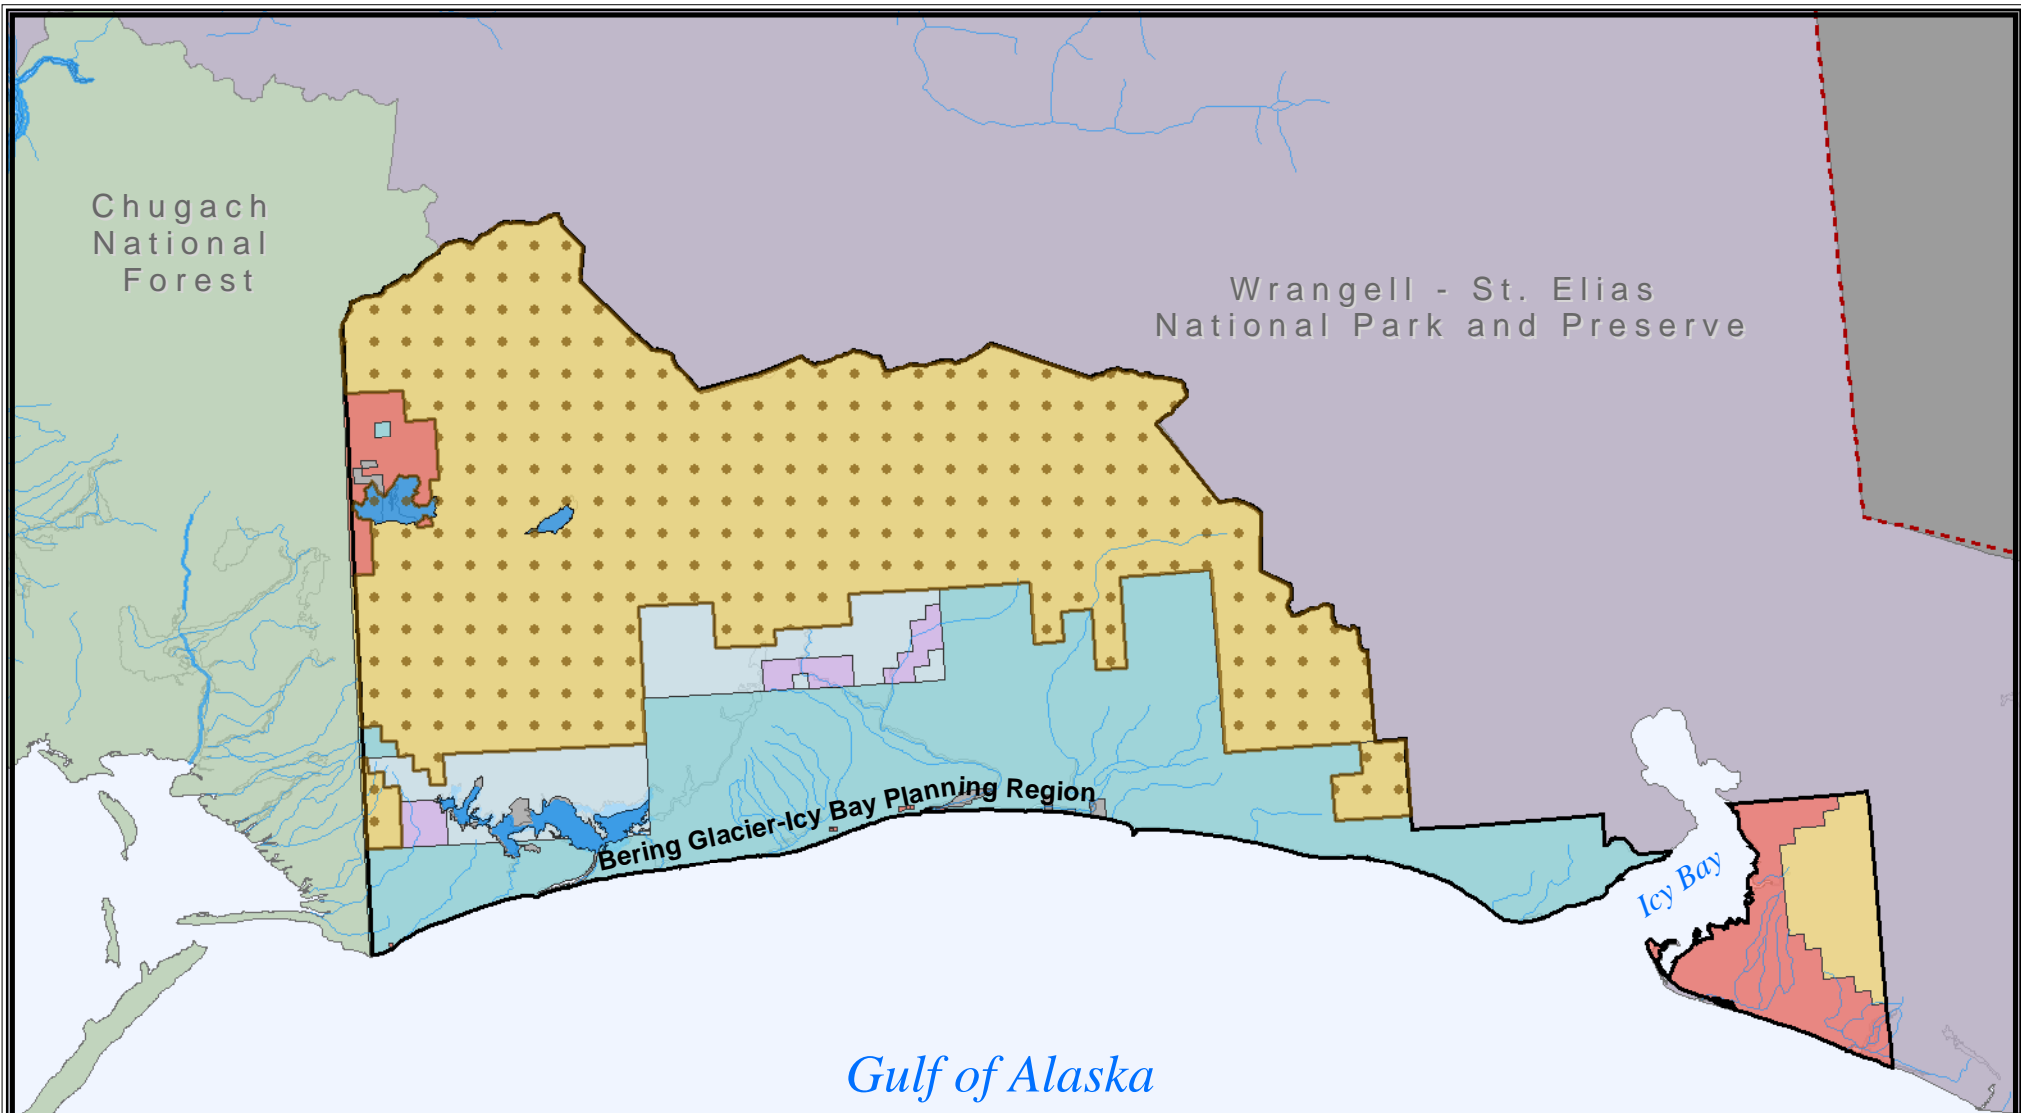 Chugach
National
Forest
Wrangell - St. Elias
National Park and Preserve
Bering Glacier-Icy Bay Planning Region
Icy Bay
Gulf of Alaska